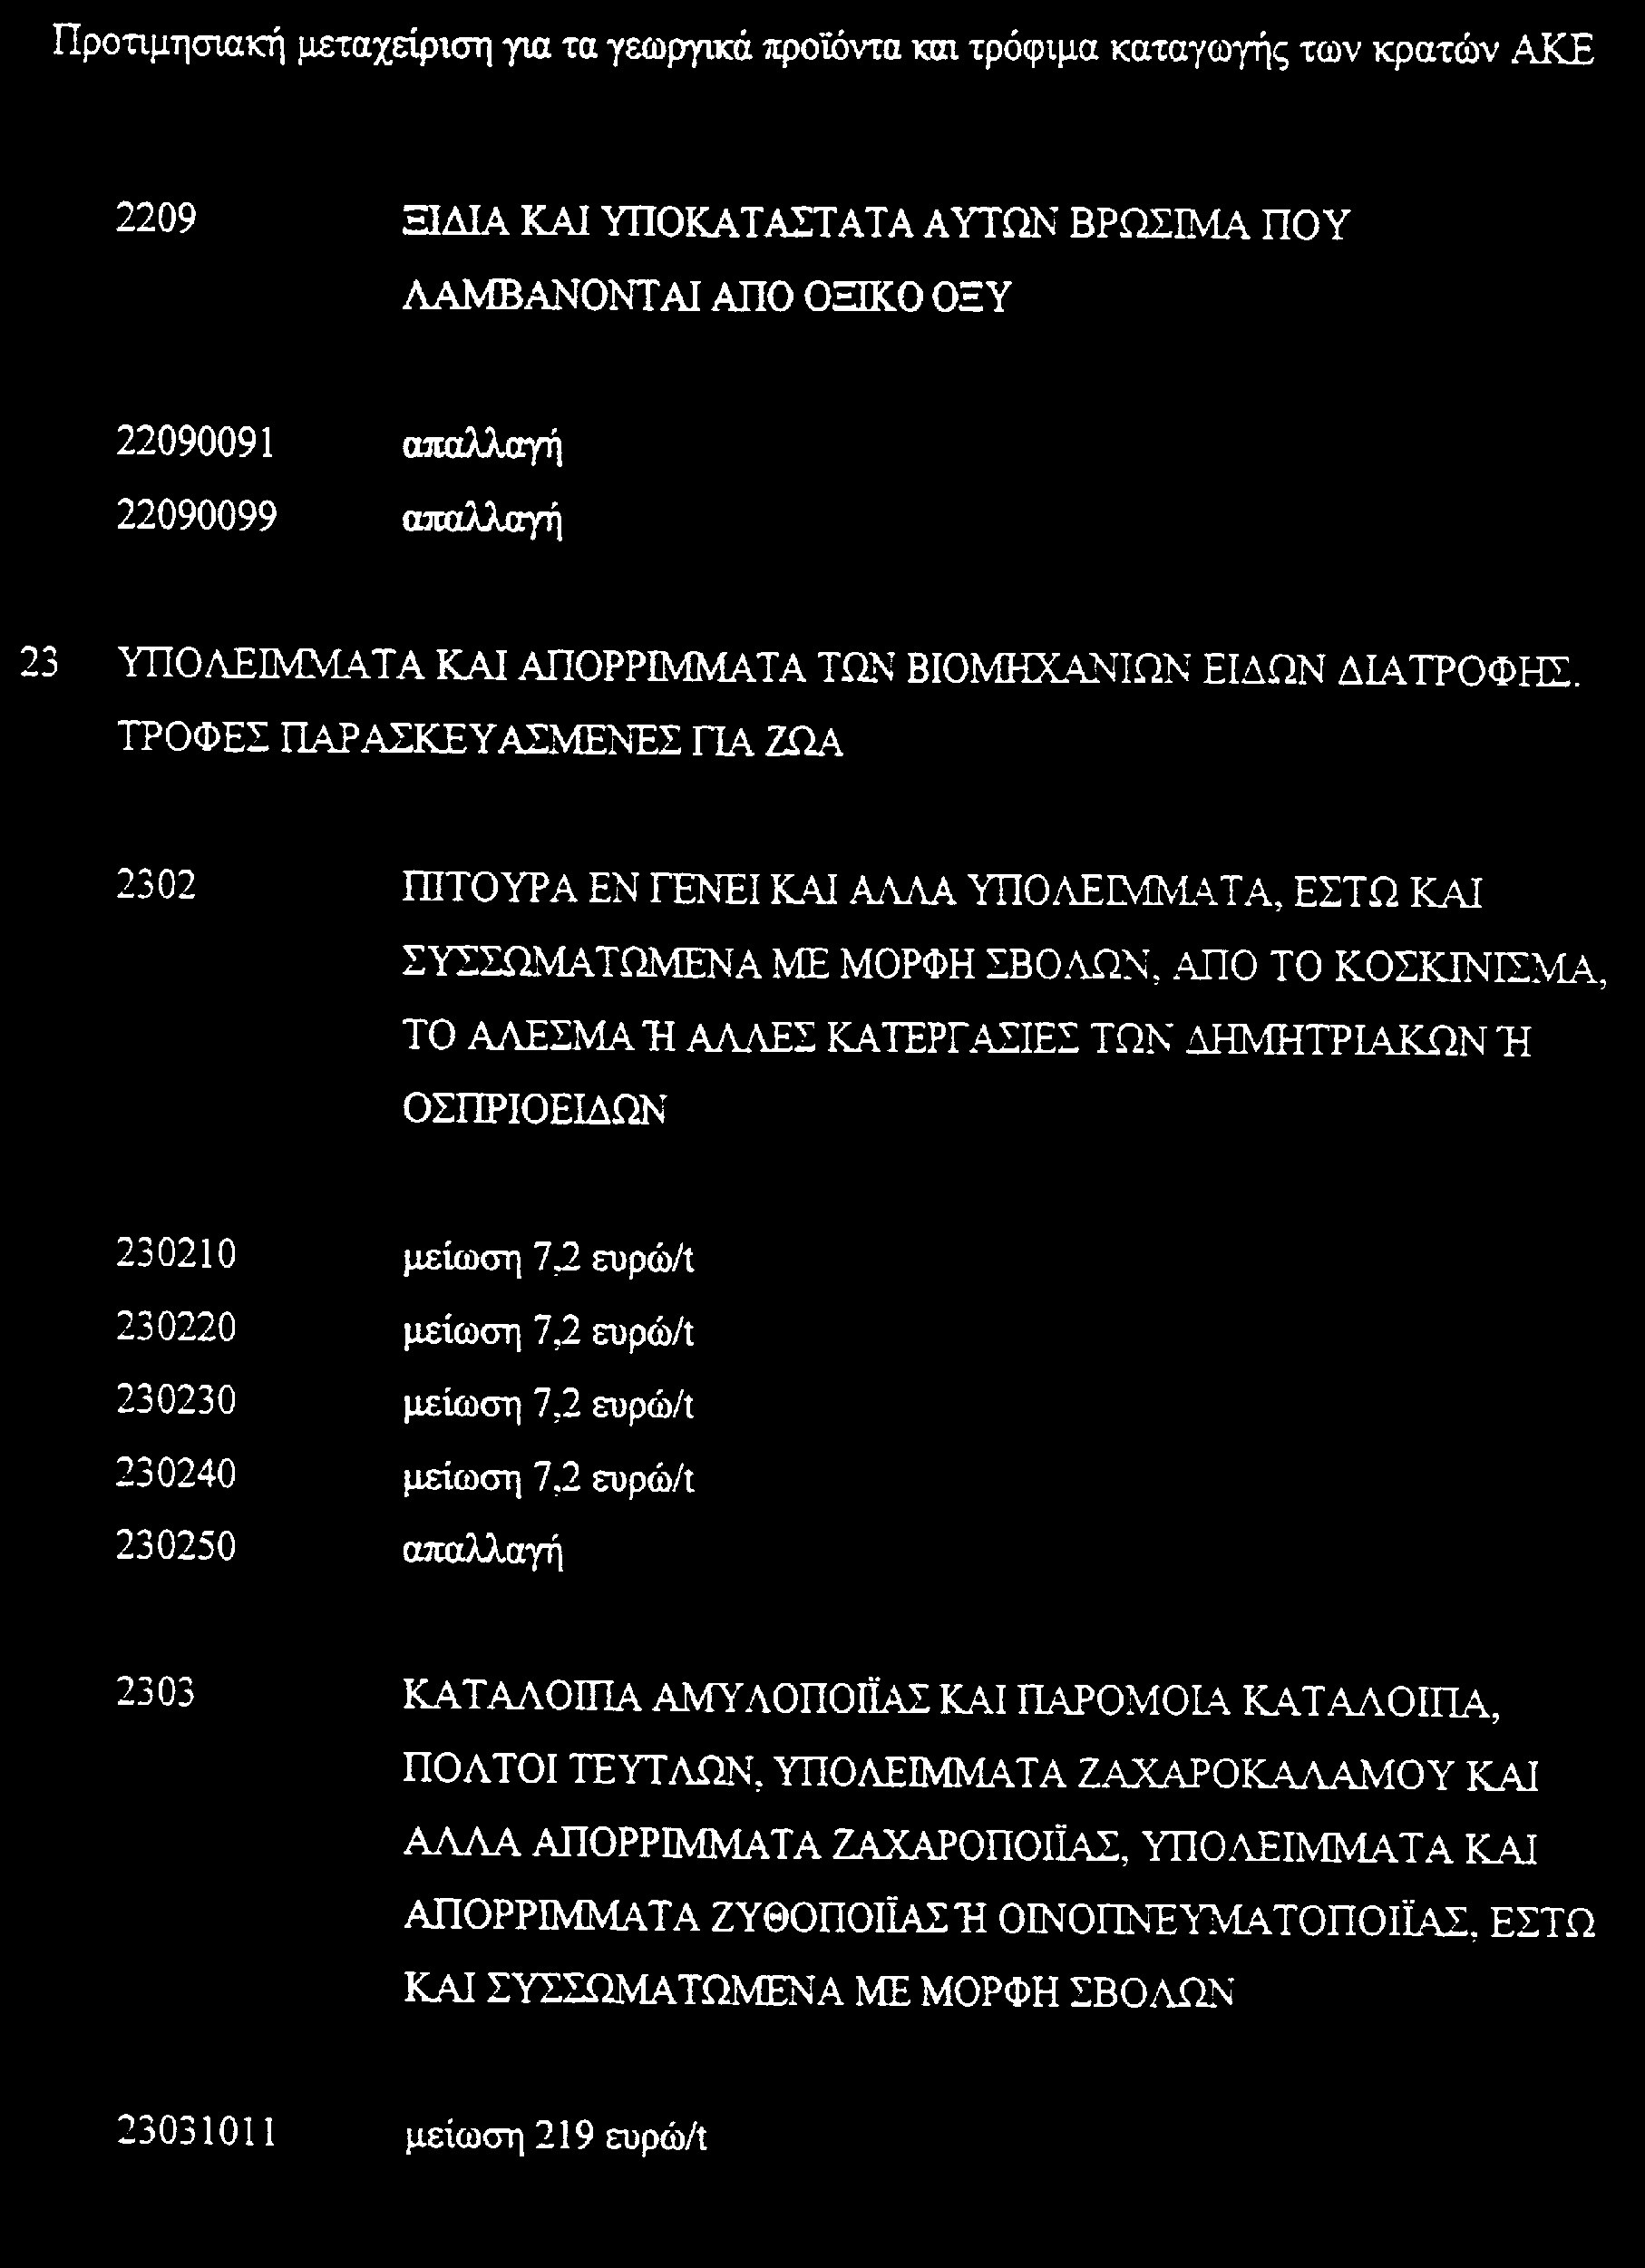 Προτιμησιακή μεταχείριση για τα γεωργικά προϊόντα και τρόφιμα καταγωγής των κρατών ΑΚΕ
2209 ΞΙΔΙΑ ΚΑΙ ΥΠΟΚΑΤΑΣΤΑΤΑ ΑΥΤΩΝ ΒΡΩΣΙΜΑ ΠΟΥ
ΛΑΜΒΑΝΟΝΤΑΙ ΑΠΟ ΟΞΙΚΟ ΟΞΥ
22090091 απαλλαγή
22090099 απαλλαγή
23 ΥΠΟΛΕΙΜΜΑΤΑ ΚΑΙ ΑΠΟΡΡΙΜΜΑΤΑ ΤΩΝ ΒΙΟΜΗΧΑΝΙΩΝ ΕΙΔΩΝ ΔΙΑΤΡΟΦΗΣ.
ΤΡΟΦΕΣ ΠΑΡΑΣΚΕΥΑΣΜΕΝΕΣ ΓΙΑ ΖΩΑ
2302 ΠΙΤΟΥΡΑ ΕΝ ΓΕΝΕΙ ΚΑΙ ΑΛΛΑ ΥΠΟΛΕΙΜΜΑΤΑ, ΕΣΤΩ ΚΑΙ
ΣΥΣΣΩΜΑΤΩΜΕΝΑ ΜΕ ΜΟΡΦΗ ΣΒΟΛΩΝ, ΑΠΟ ΤΟ ΚΟΣΚΙΝΙΣΜΑ,
ΤΟ ΑΛΕΣΜΑ Ή ΑΛΛΕΣ ΚΑΤΕΡΓΑΣΙΕΣ ΤΩΝ ΔΗΜΗΤΡΙΑΚΩΝ Ή
ΟΣΠΡΙΟΕΙΔΩΝ
230210 μείωση 7,2 ευρώ/t
230220 μείωση 7,2 ευρώ/t
230230 μείωση 7,2 ευρώ/t
230240 μείωση 7,2 ευρώ/t
230250 απαλλαγή
2303 ΚΑΤΑΛΟΙΠΑ ΑΜΥΛΟΠΟΙΪΑΣ ΚΑΙ ΠΑΡΟΜΟΙΑ ΚΑΤΑΛΟΙΠΑ,
ΠΟΛΤΟΙ ΤΕΥΤΛΩΝ, ΥΠΟΛΕΙΜΜΑΤΑ ΖΑΧΑΡΟΚΑΛΑΜΟΥ ΚΑΙ
ΑΛΛΑ ΑΠΟΡΡΙΜΜΑΤΑ ΖΑΧΑΡΟΠΟΙΪΑΣ, ΥΠΟΛΕΙΜΜΑΤΑ ΚΑΙ
ΑΠΟΡΡΙΜΜΑΤΑ ΖΥΘΟΠΟΙΪΑΣ Ή ΟΙΝΟΠΝΕΥΜΑΤΟΠΟΙΪΑΣ, ΕΣΤΩ
ΚΑΙ ΣΥΣΣΩΜΑΤΩΜΕΝΑ ΜΕ ΜΟΡΦΗ ΣΒΟΛΩΝ
23031011 μείωση 219 ευρώ/t